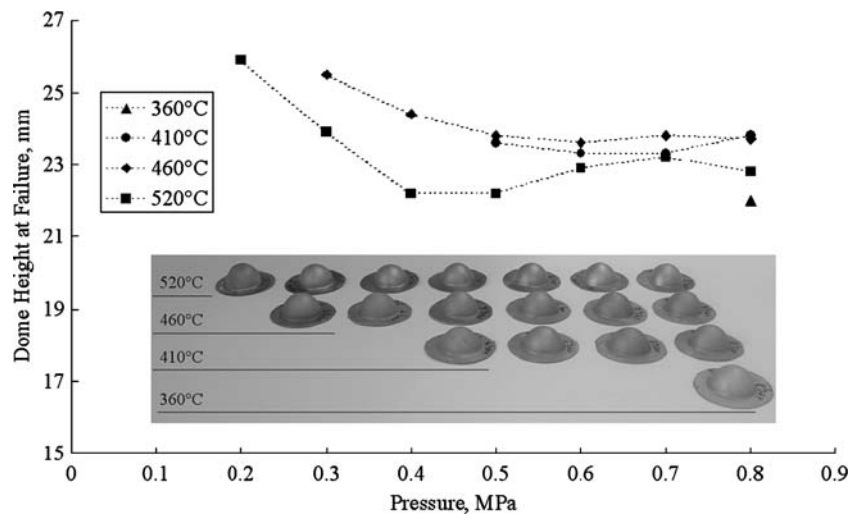 27
25
23
21
19
17
15
Dome Height at Failure, mm
360°C
410°C
460°C
520°C
520°C
460°C
410°C
360°C
0 0.1 0.2 0.3 0.4 0.5 0.6 0.7 0.8 0.9
Pressure, MPa